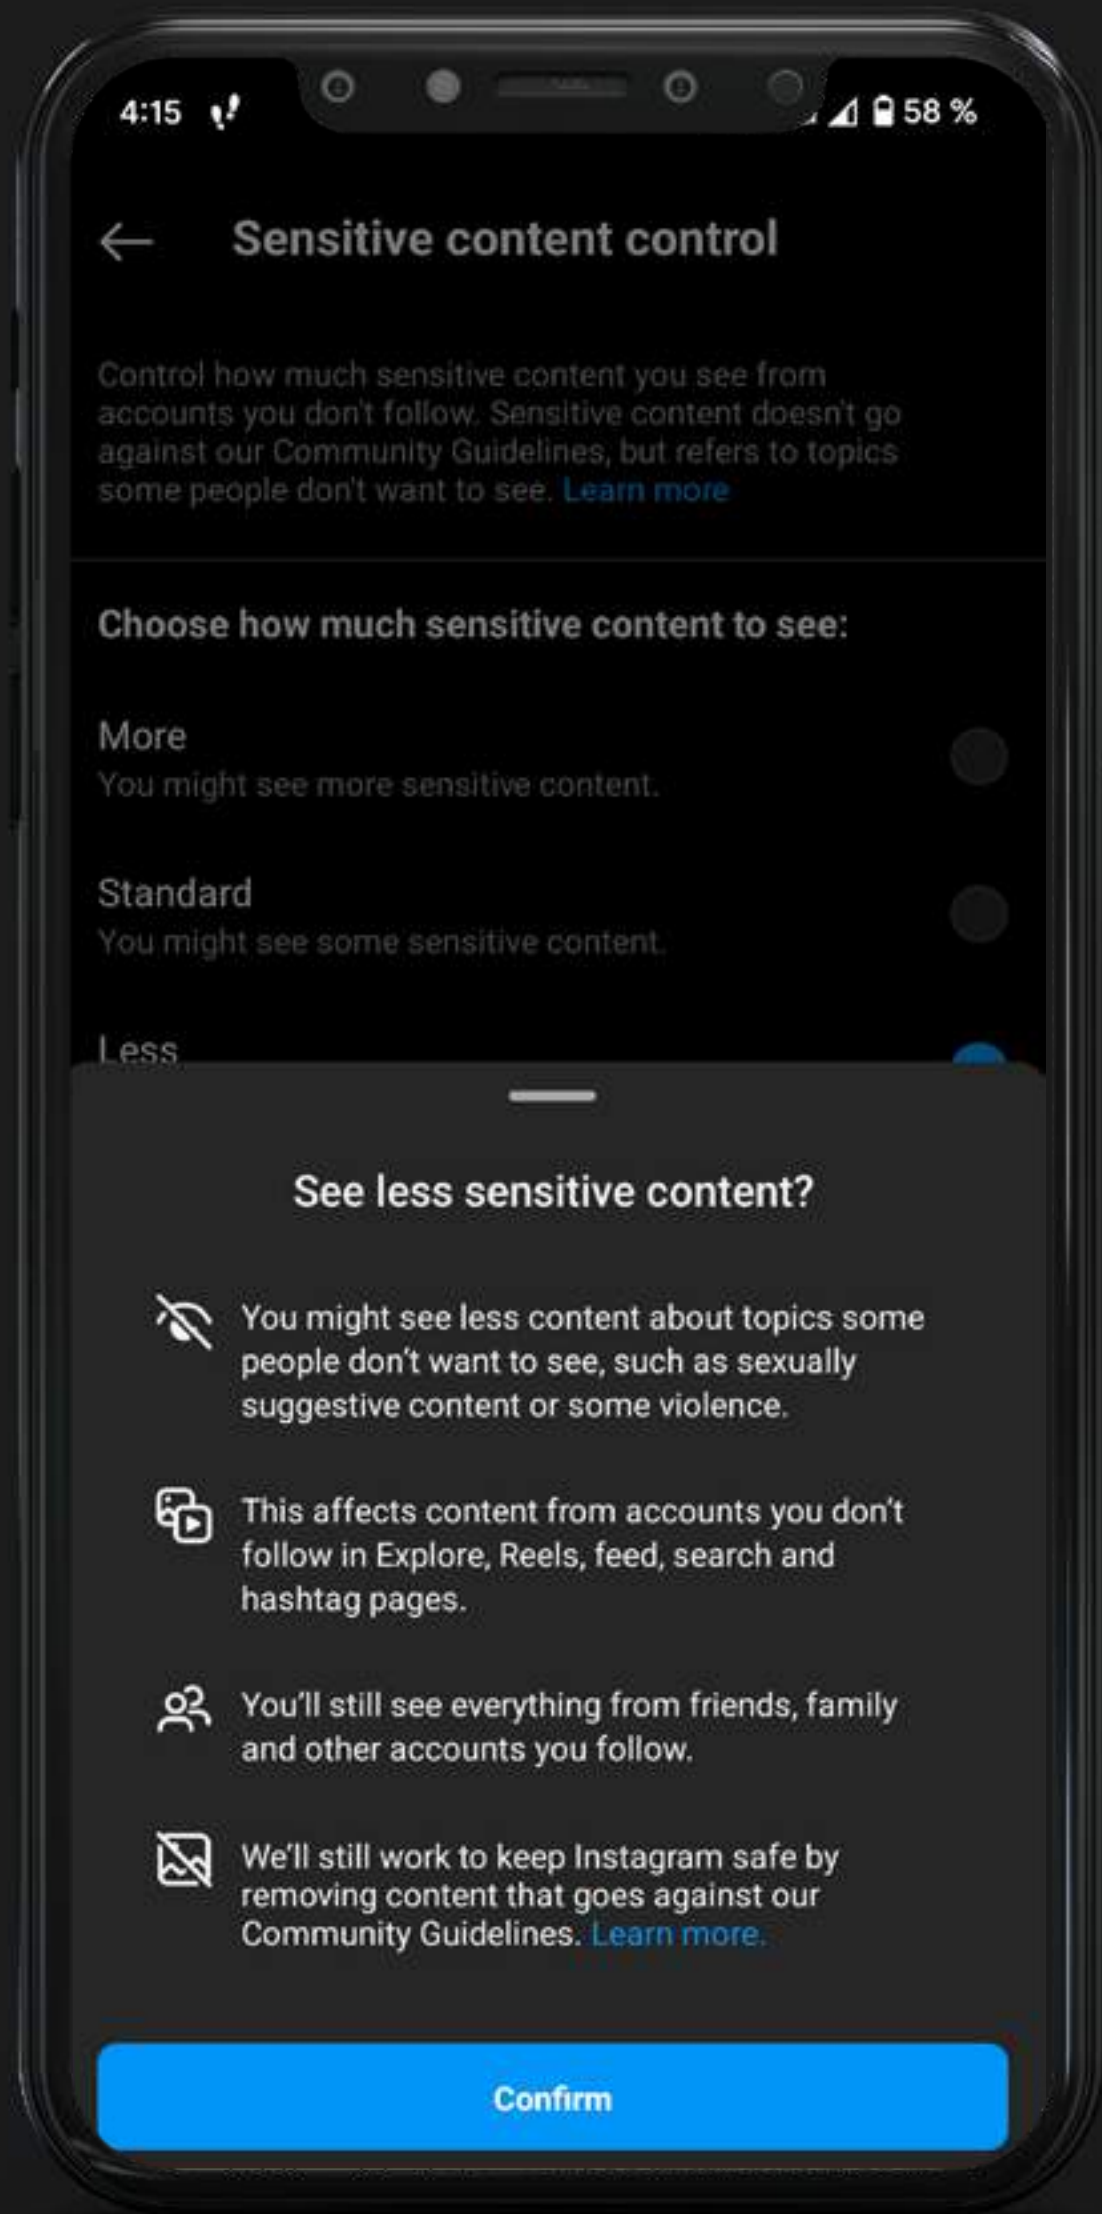 4:15
58 %
Sensitive content control
Control how much sensitive content you see from
accounts you don't follow. Sensitive content doesn't go
against our Community Guidelines, but refers to topics
some people don't want to see. Learn more
Choose how much sensitive content to see:
More
You might see more sensitive content.
Standard
You might see some sensitive content.
Less
See less sensitive content?
You might see less content about topics some
people don't want to see, such as sexually
suggestive content or some violence.
This affects content from accounts you don't
follow in Explore, Reels, feed, search and
hashtag pages.
You'll still see everything from friends, family
and other accounts you follow.
We'll still work to keep Instagram safe by
removing content that goes against our
Community Guidelines. Learn more.
Confirm